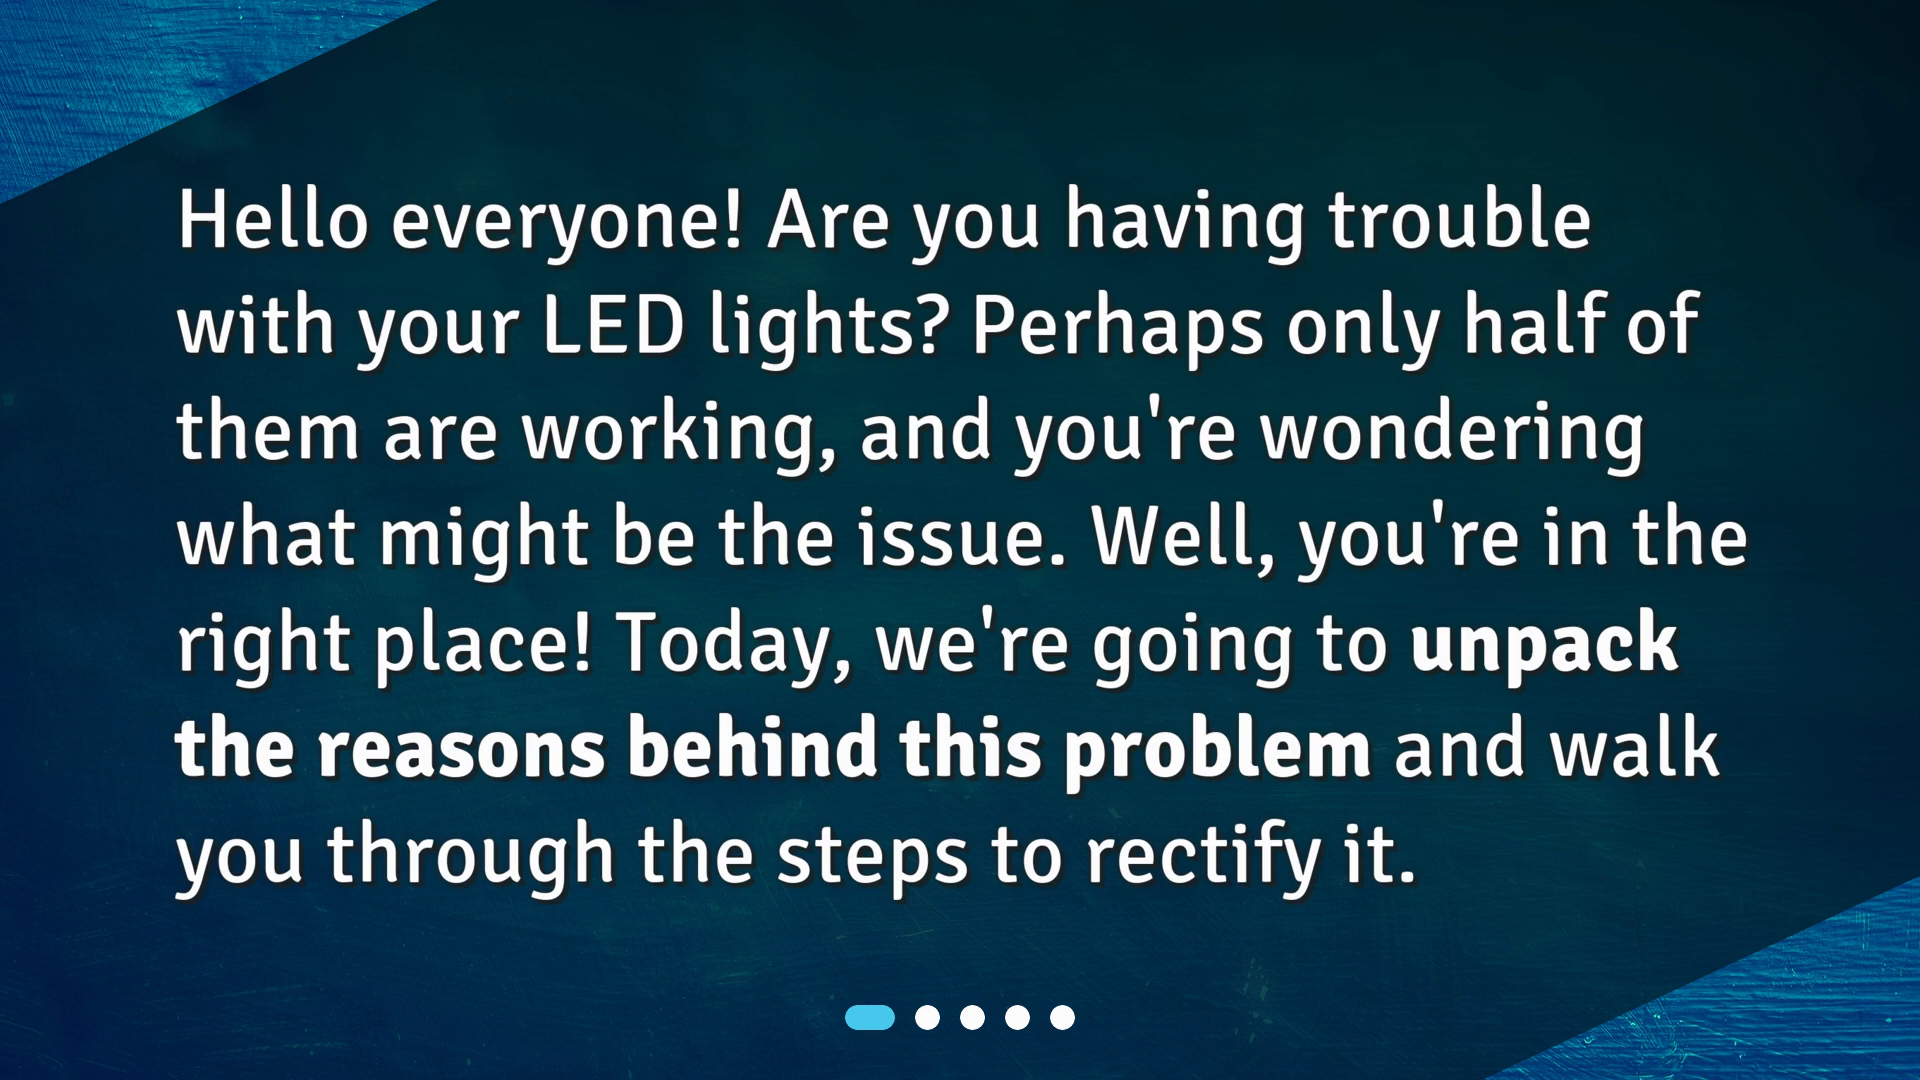 Hello everyone! Are you having trouble
with your LED lights? Perhaps only half of
them are working, and you're wondering
what might be the issue. Well, you're in the
right place! Today, we're going to unpack
the reasons behind this problem and walk
you through the steps to rectify it.